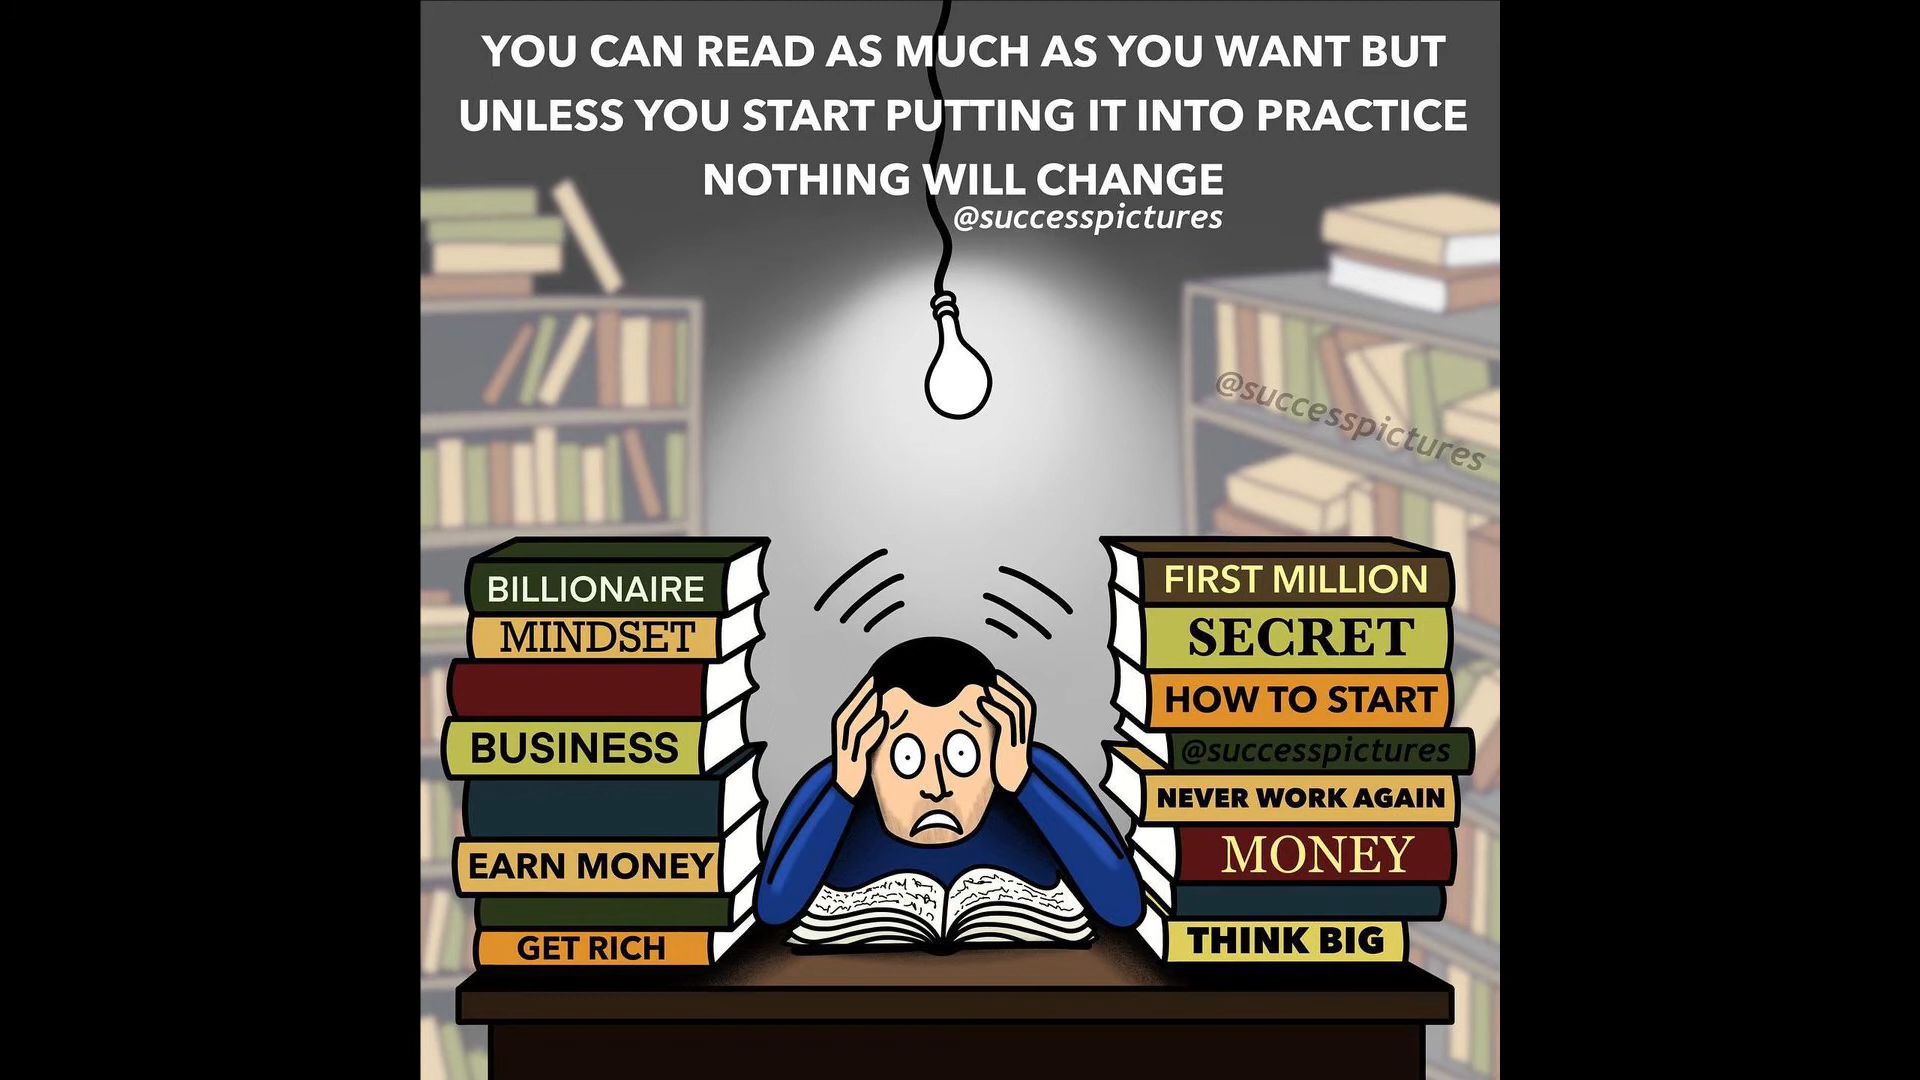 YOU CAN READ AS MUCH AS YOU WANT BUT
UNLESS YOU START PUTTING IT INTO PRACTICE
NOTHING WILL CHANGE
@successpictures
@successpictures
BILLIONAIRE
MINDSET
BUSINESS
EARN MONEY
GET RICH
FIRST MILLION
SECRET
HOW TO START
@successpictures
NEVER WORK AGAIN
MONEY
THINK BIG